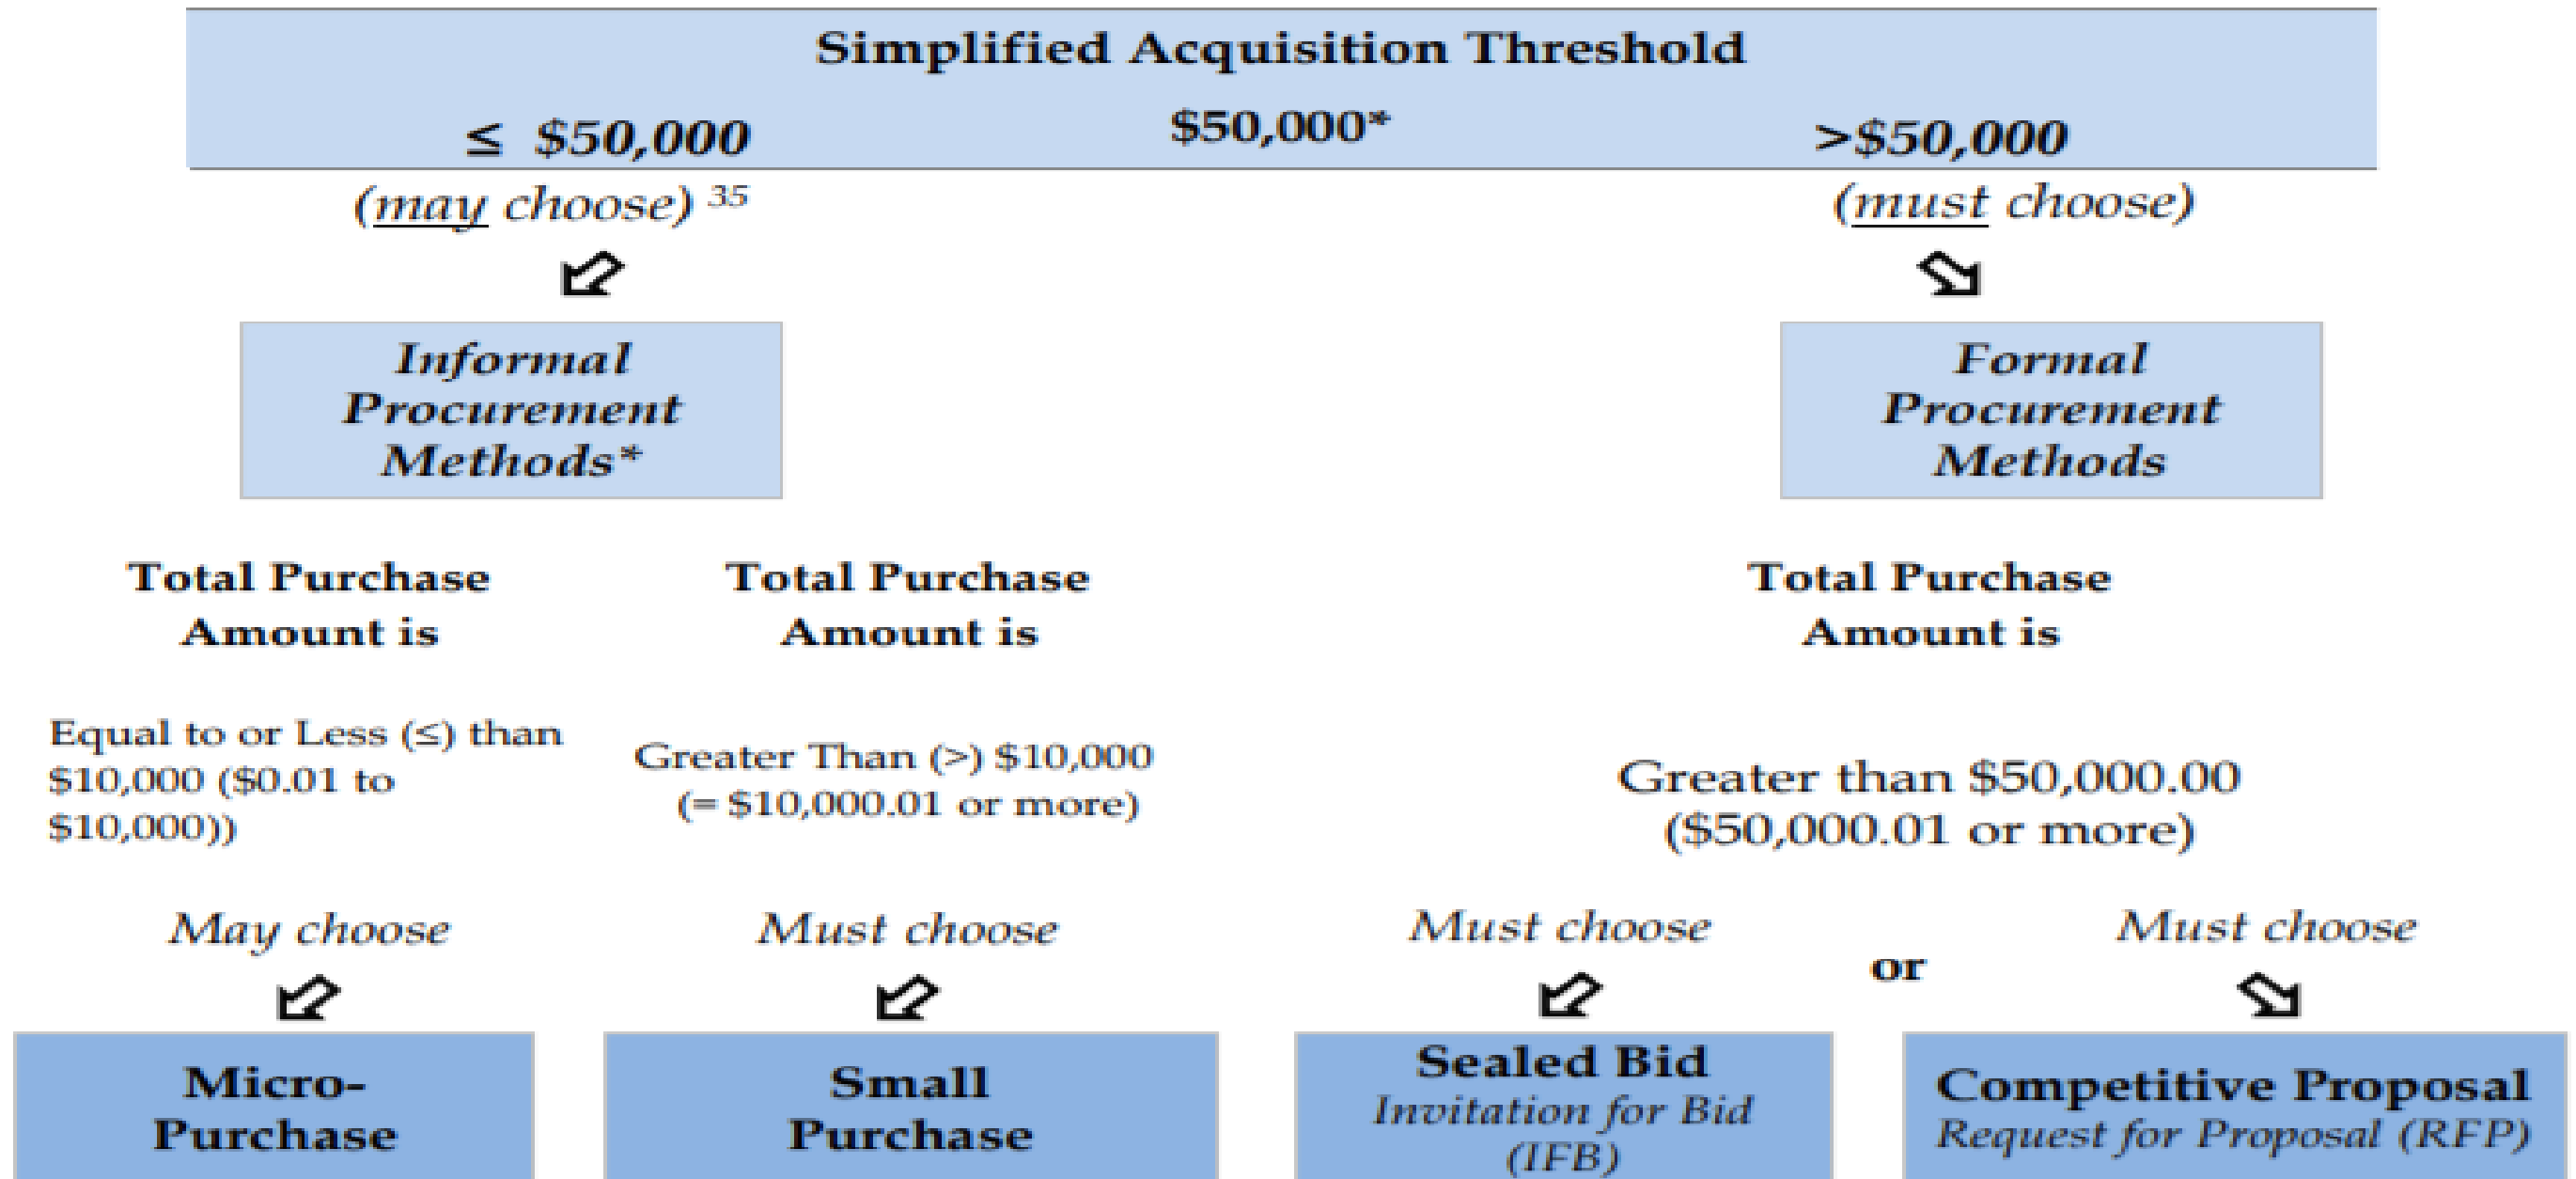 Simplified Acquisition Threshold
≤ $50,000
$50,000*
>$50,000
(may choose) 35
(must choose)
Informal
Procurement
Methods*
Formal
Procurement
Methods
Total Purchase
Amount is
Total Purchase
Amount is
Total Purchase
Amount is
Equal to or Less (≤) than
$10,000 ($0.01 to
$10,000))
Greater Than (>) $10,000
(= $10,000.01 or more)
Greater than $50,000.00
($50,000.01 or more)
May choose
Must choose
Must choose
or
Must choose
Micro-
Purchase
Small
Purchase
Sealed Bid
Invitation for Bid
(IFB)
Competitive Proposal
Request for Proposal (RFP)